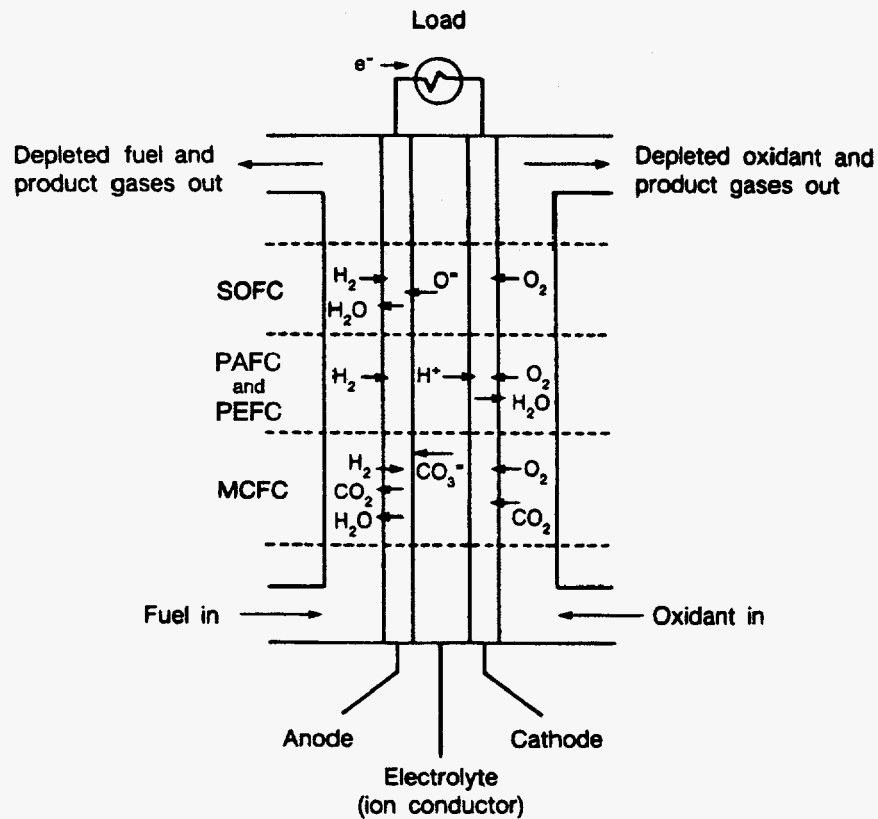 Load
e⁻
Depleted fuel and
product gases out
Depleted oxidant and
product gases out
SOFC
H₂
O⁼
O₂
H₂O
PAFC
and
PEFC
H₂
H⁺
O₂
H₂O
MCFC
H₂
CO₃⁼
O₂
CO₂
CO₂
H₂O
Fuel in
Oxidant in
Anode
Cathode
Electrolyte
(ion conductor)